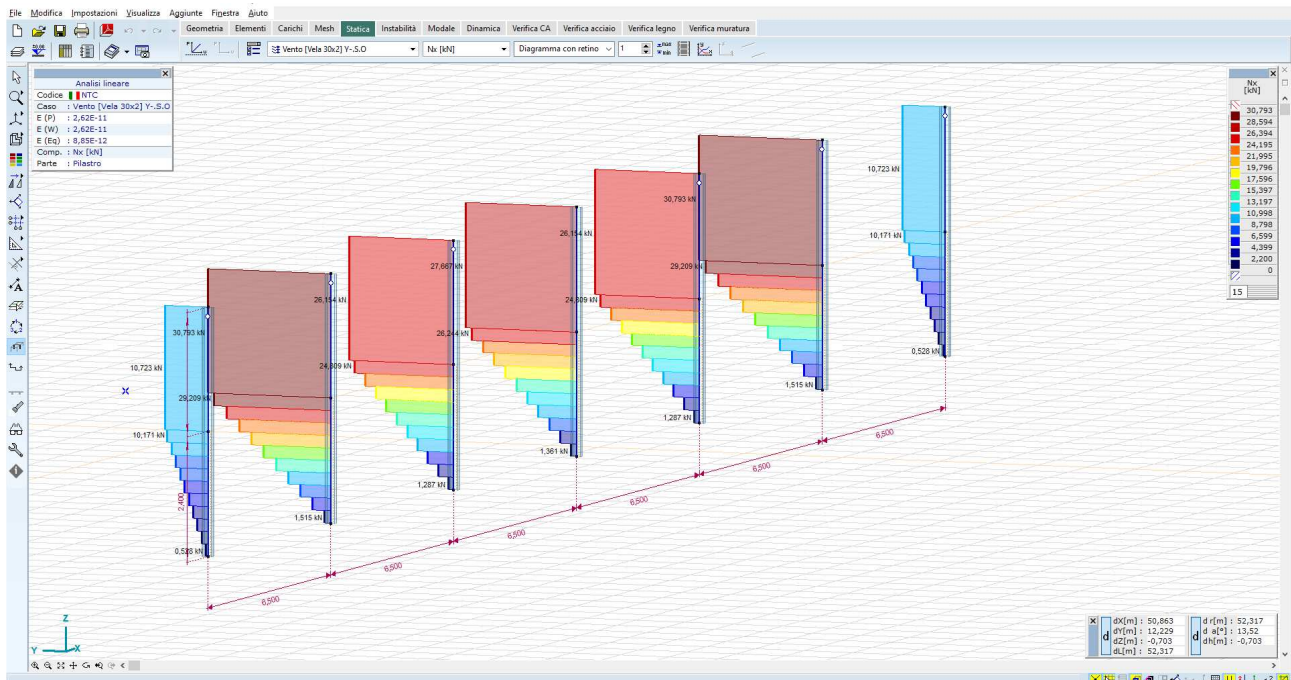 File Modifica Impostazioni Visualizza Aggiunte Finestra Aiuto
Geometria Elementi Carichi Mesh Statica Instabilità Modale Dinamica Verifica CA Verifica acciaio Verifica legno Verifica muratura
Vento [Vela 30x2] Y-.S.O Nx [kN] Diagramma con retino 1
Analisi lineare
Codice NTC
Caso : Vento [Vela 30x2] Y-.S.O
E (P) : 2,62E-11
E (W) : 2,62E-11
E (Eq) : 8,85E-12
Comp. : Nx [kN]
Parte : Pilastro
Nx
[kN]
30,793
28,594
26,394
24,195
21,995
19,796
17,596
15,397
13,197
10,998
8,798
6,599
4,399
2,200
0
15
10,723 kN
30,793 kN
10,171 kN
26,154 kN
27,667 kN
29,209 kN
26,154 kN
24,809 kN
30,793 kN
26,244 kN
0,528 kN
10,723 kN
24,809 kN
1,515 kN
29,209 kN
1,287 kN
10,171 kN
1,361 kN
6,500
1,287 kN
6,500
2,400
1,515 kN
6,500
0,528 kN
6,500
6,500
6,500
Z
Y X
d
dX[m] : 50,863
dY[m] : 12,229
dZ[m] : -0,703
dL[m] : 52,317
d
d r[m] : 52,317
d a[°] : 13,52
dh[m] : -0,703